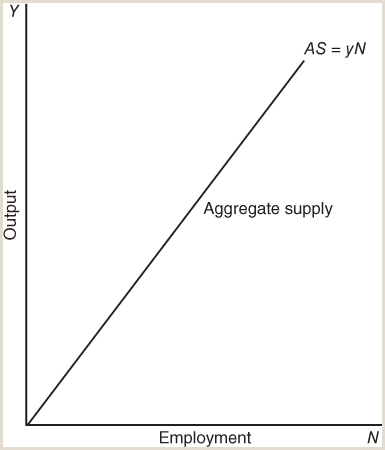 Y
AS = yN
Aggregate supply
Output
Employment
N